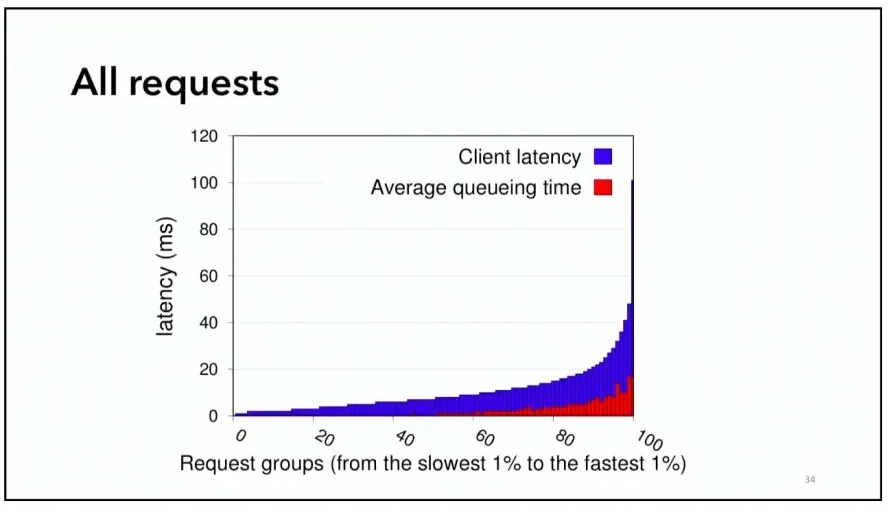 All requests
120
100
80
60
40
20
0
latency (ms)
Client latency
Average queueing time
0 20 40 60 80 100
Request groups (from the slowest 1% to the fastest 1%)
34